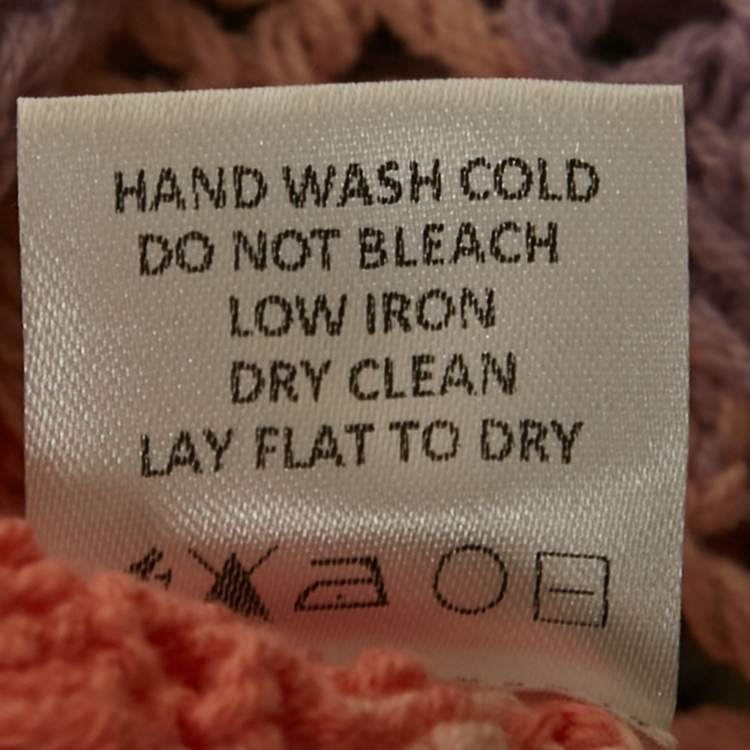 HAND WASH COLD
DO NOT BLEACH
LOW IRON
DRY CLEAN
LAY FLAT TO DRY